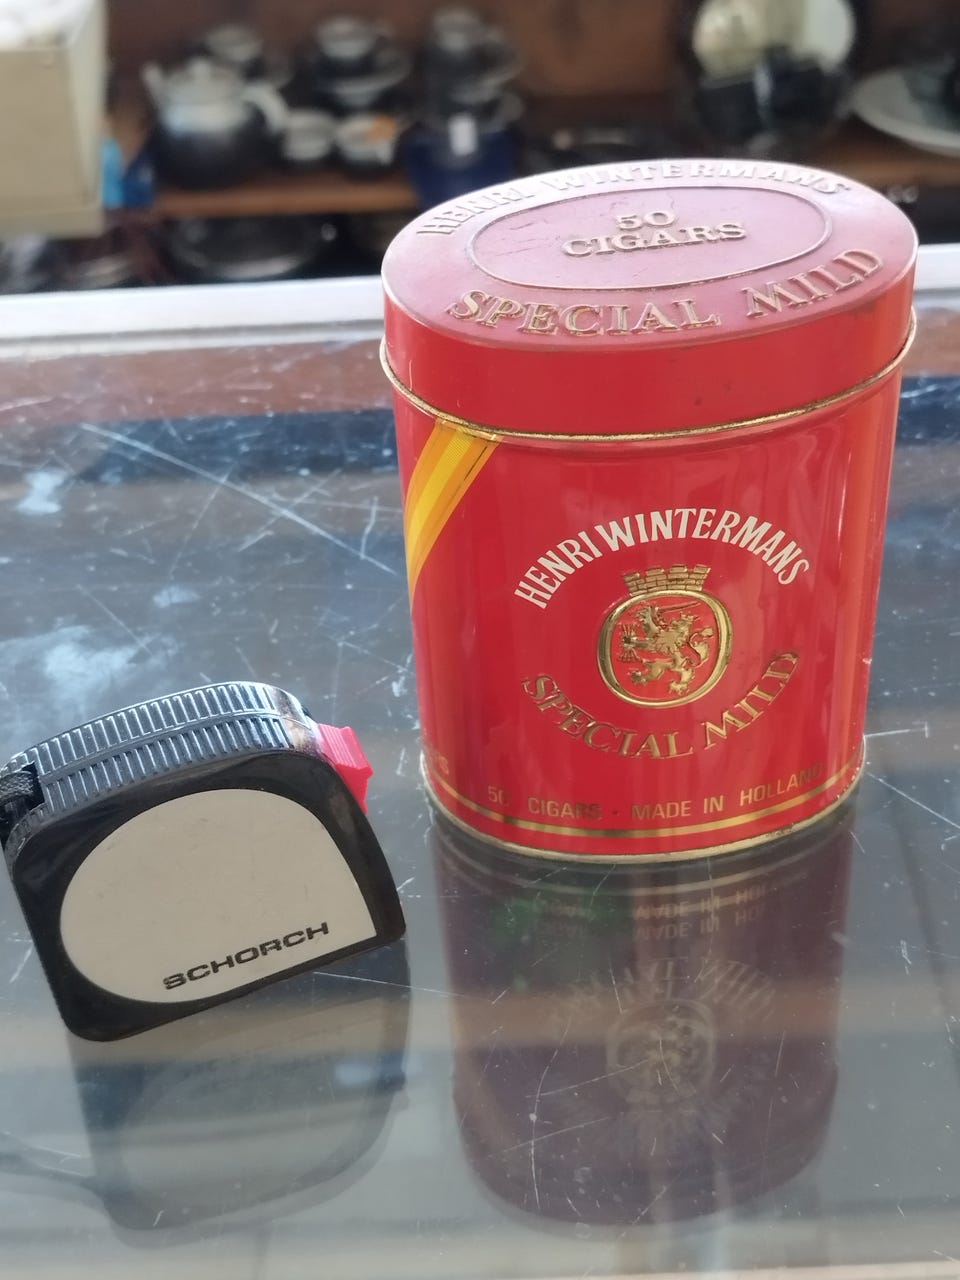 HENRI WINTERMANS
50
CIGARS
SPECIAL MILD
HENRI WINTERMANS
SPECIAL MILD
50 CIGARS · MADE IN HOLLAND
SCHORCH